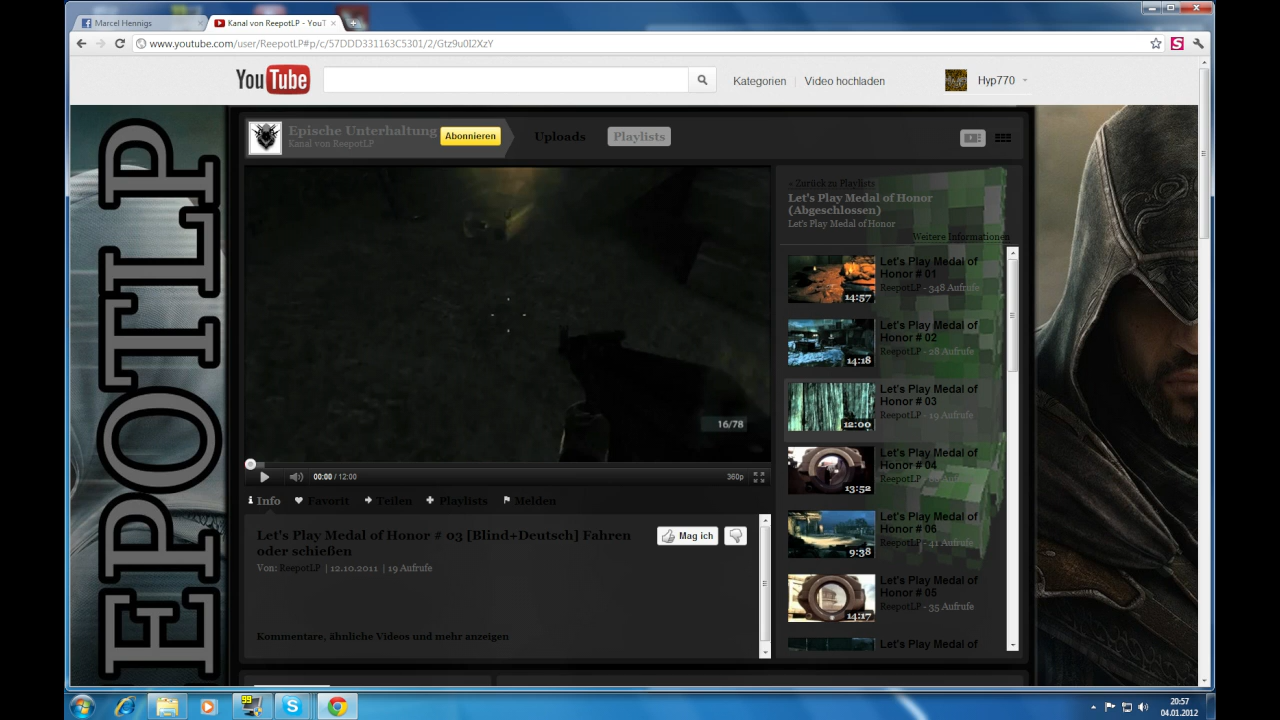 Marcel Hennigs
Kanal von ReepotLP - YouT
www.youtube.com/user/ReepotLP#p/c/57DDD331163C5301/2/Gtz9u0I2XzY
S
YouTube
Kategorien | Video hochladen
Hyp770
REPOTLP
Epische Unterhaltung
Kanal von ReepotLP
Abonnieren
Uploads
Playlists
16/78
00:00 / 12:00
360p
Info
Favorit
Teilen
Playlists
Melden
Let's Play Medal of Honor # 03 [Blind+Deutsch] Fahren
oder schießen
Von: ReepotLP | 12.10.2011 | 19 Aufrufe
Mag ich
Kommentare, ähnliche Videos und mehr anzeigen
« Zurück zu Playlists
Let's Play Medal of Honor
(Abgeschlossen)
Let's Play Medal of Honor
Weitere Informationen
14:57
Let's Play Medal of
Honor # 01
ReepotLP - 348 Aufrufe
14:18
Let's Play Medal of
Honor # 02
ReepotLP - 28 Aufrufe
12:00
Let's Play Medal of
Honor # 03
ReepotLP - 19 Aufrufe
13:52
Let's Play Medal of
Honor # 04
ReepotLP - Aufrufe
9:38
Let's Play Medal of
Honor # 06
ReepotLP - 41 Aufrufe
14:17
Let's Play Medal of
Honor # 05
ReepotLP - 35 Aufrufe
Let's Play Medal of
99
20:57
04.01.2012